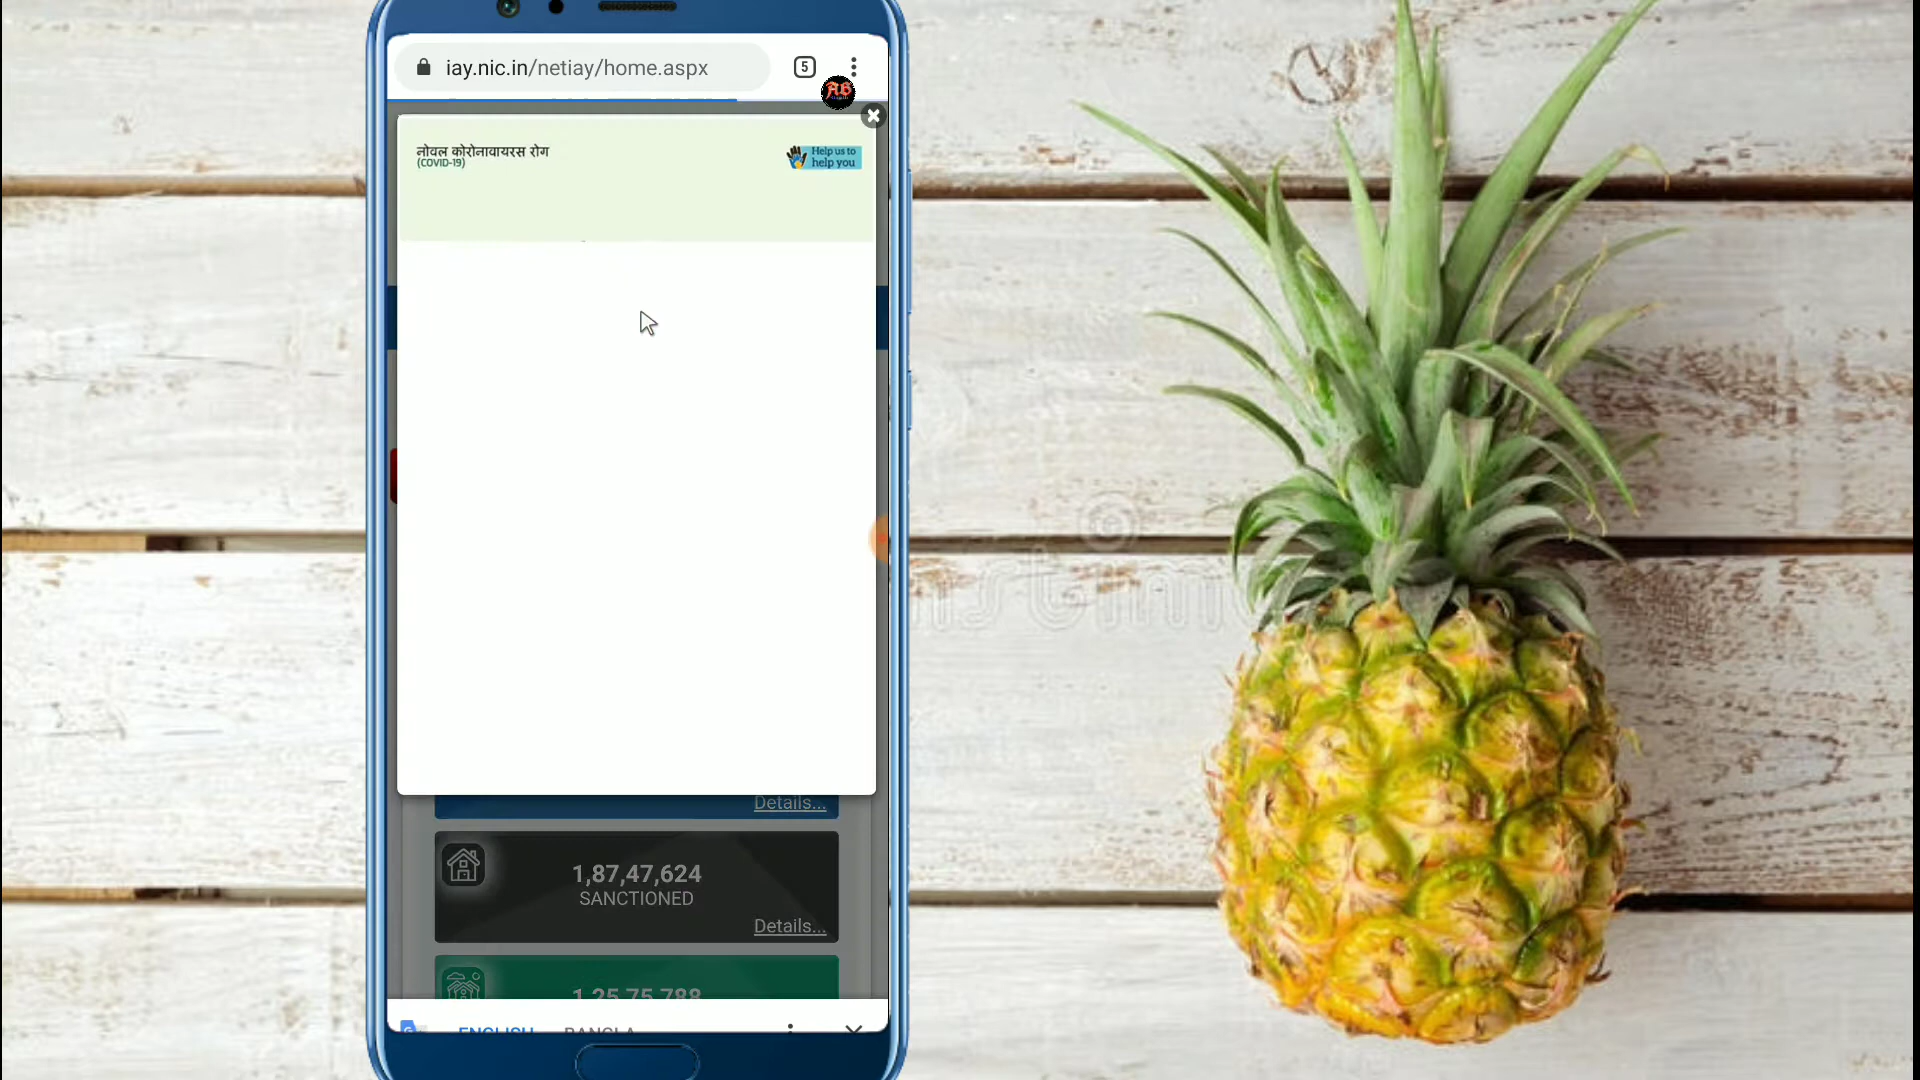 iay.nic.in/netiay/home.aspx
5
नोवल कोरोनावायरस रोग
(COVID-19)
Help us to
help you
Details...
1,87,47,624
SANCTIONED
Details...
1,25,75,788
ENGLISH BANGLA